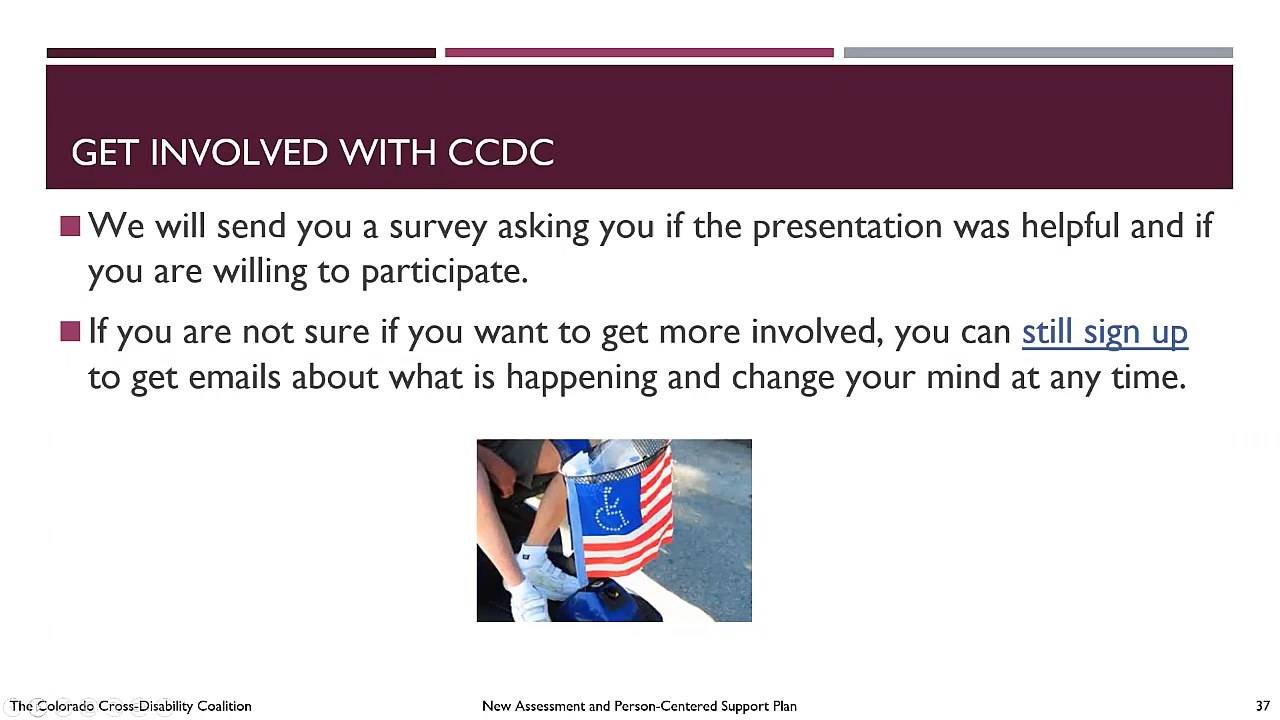 GET INVOLVED WITH CCDC
We will send you a survey asking you if the presentation was helpful and if
you are willing to participate.
If you are not sure if you want to get more involved, you can still sign up
to get emails about what is happening and change your mind at any time.
The Colorado Cross-Disability Coalition
New Assessment and Person-Centered Support Plan
37